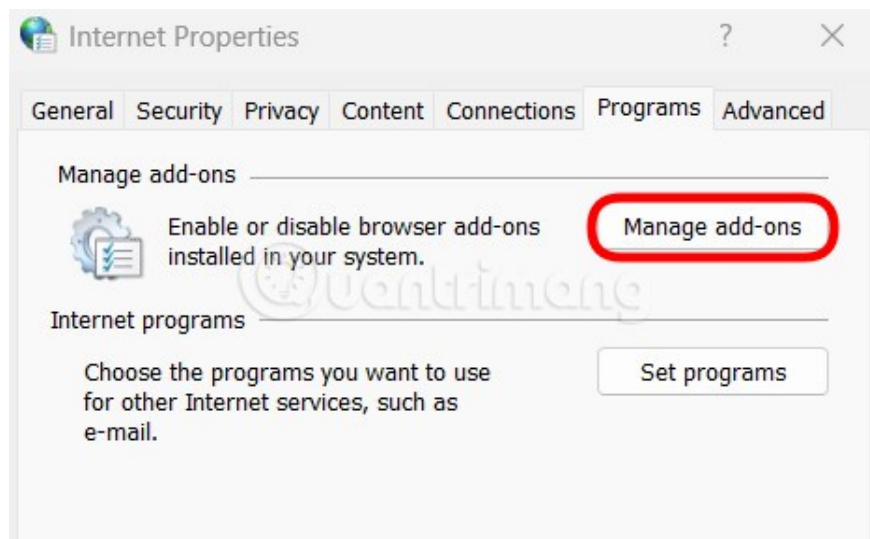 Internet Properties
?
General Security Privacy Content Connections Programs Advanced
Manage add-ons
Enable or disable browser add-ons
installed in your system.
Manage add-ons
Quantrimang
Internet programs
Choose the programs you want to use
for other Internet services, such as
e-mail.
Set programs